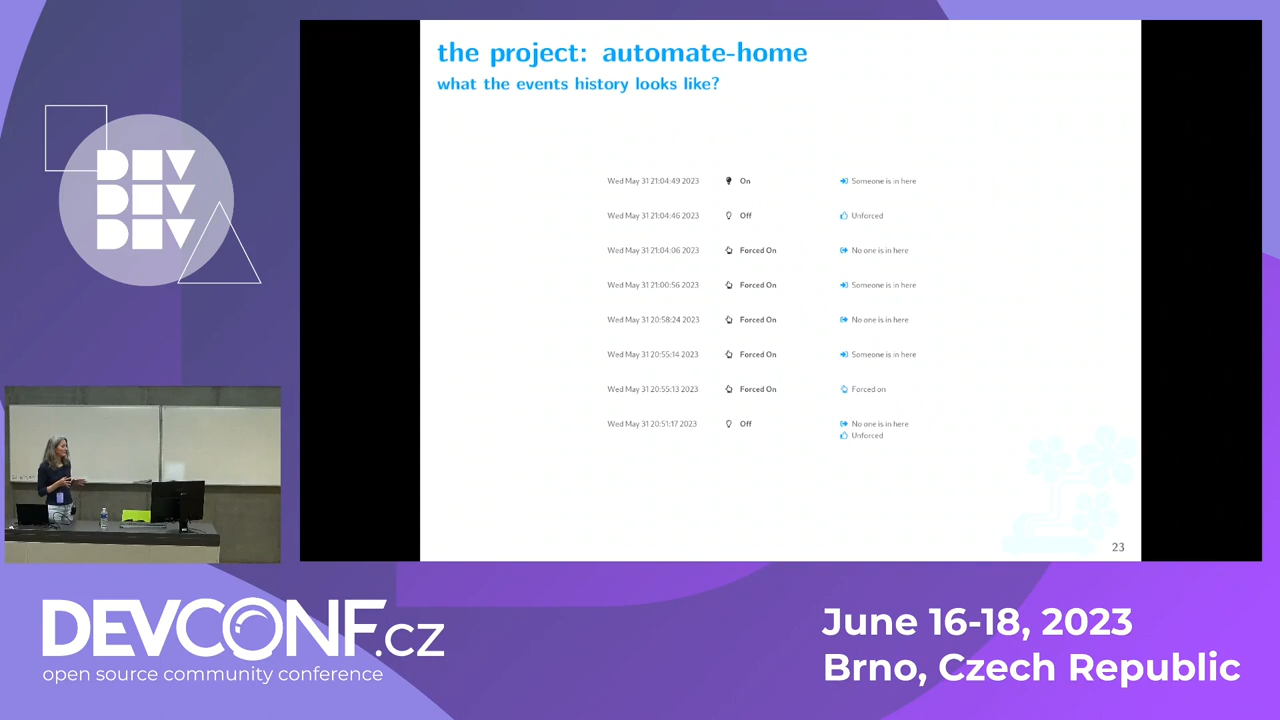 the project: automate-home
what the events history looks like?
Wed May 31 21:04:49 2023 On Someone is in here
Wed May 31 21:04:46 2023 Off Unforced
Wed May 31 21:04:06 2023 Forced On No one is in here
Wed May 31 21:00:56 2023 Forced On Someone is in here
Wed May 31 20:58:24 2023 Forced On No one is in here
Wed May 31 20:55:14 2023 Forced On Someone is in here
Wed May 31 20:55:13 2023 Forced On Forced on
Wed May 31 20:51:17 2023 Off No one is in here
Unforced
23
DEV
DEV
DEV
DEVCONF.cz
open source community conference
June 16-18, 2023
Brno, Czech Republic